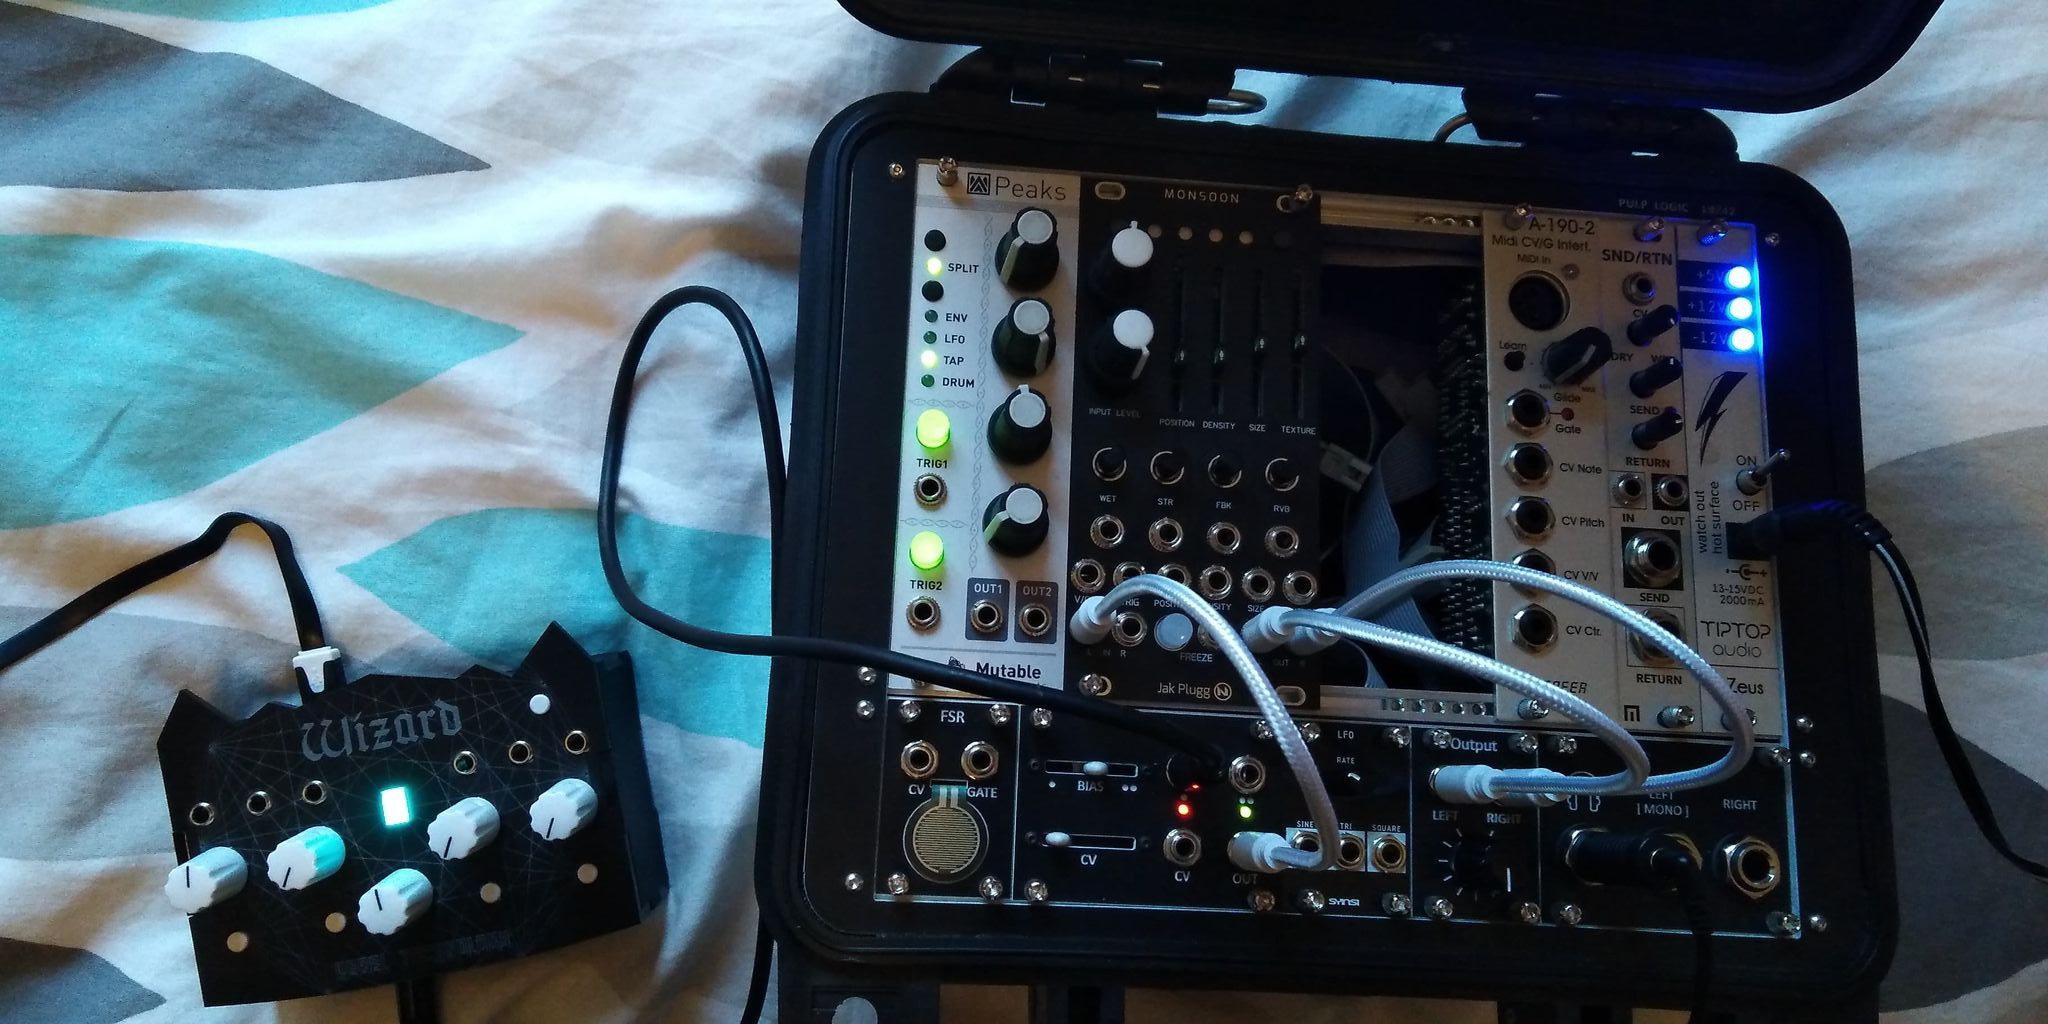 Peaks
SPLIT
ENV
LFO
TAP
DRUM
TRIG1
TRIG2
OUT1
OUT2
Mutable
MONSOON
INPUT LEVEL
POSITION
DENSITY
SIZE
TEXTURE
WET
STR
FBK
RVB
SIZE
IN R
FREEZE
OUT
Jak Plugg
A-190-2
Midi CV/G Interf.
Midi In
Learn
Glide
Gate
CV Note
CV Pitch
CV V/V
CV Ctr.
PULP LOGIC
SND/RTN
CV
DRY
SEND
RETURN
IN
OUT
SEND
RETURN
+5V
+12V
-12V
ON
OFF
watch out
hot surface
13-15VDC
2000mA
TIPTOP
audio
Zeus
FSR
CV
GATE
BIAS
CV
CV
OUT
LFO
RATE
SINE
TRI
SQUARE
Output
LEFT
RIGHT
LEFT
[ MONO ]
RIGHT
Wizard